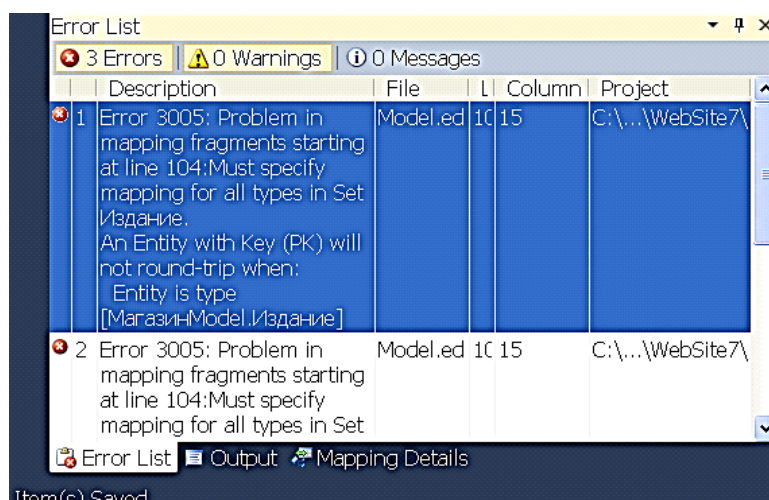 Error List
3 Errors 0 Warnings 0 Messages
Description File L Column Project
1 Error 3005: Problem in Model.ed 10 15 C:\...\WebSite7\
mapping fragments starting
at line 104:Must specify
mapping for all types in Set
Издание.
An Entity with Key (PK) will
not round-trip when:
Entity is type
[МагазинModel.Издание]
2 Error 3005: Problem in Model.ed 10 15 C:\...\WebSite7\
mapping fragments starting
at line 104:Must specify
mapping for all types in Set
Error List Output Mapping Details
Item(s) Saved